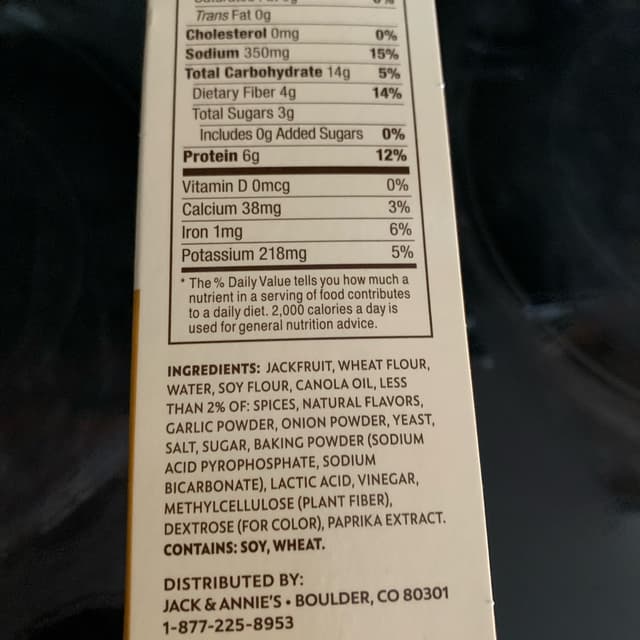 Trans Fat 0g
Cholesterol 0mg 0%
Sodium 350mg 15%
Total Carbohydrate 14g 5%
Dietary Fiber 4g 14%
Total Sugars 3g
Includes 0g Added Sugars 0%
Protein 6g 12%
Vitamin D 0mcg 0%
Calcium 38mg 3%
Iron 1mg 6%
Potassium 218mg 5%
* The % Daily Value tells you how much a
nutrient in a serving of food contributes
to a daily diet. 2,000 calories a day is
used for general nutrition advice.
INGREDIENTS: JACKFRUIT, WHEAT FLOUR,
WATER, SOY FLOUR, CANOLA OIL, LESS
THAN 2% OF: SPICES, NATURAL FLAVORS,
GARLIC POWDER, ONION POWDER, YEAST,
SALT, SUGAR, BAKING POWDER (SODIUM
ACID PYROPHOSPHATE, SODIUM
BICARBONATE), LACTIC ACID, VINEGAR,
METHYLCELLULOSE (PLANT FIBER),
DEXTROSE (FOR COLOR), PAPRIKA EXTRACT.
CONTAINS: SOY, WHEAT.
DISTRIBUTED BY:
JACK & ANNIE'S • BOULDER, CO 80301
1-877-225-8953